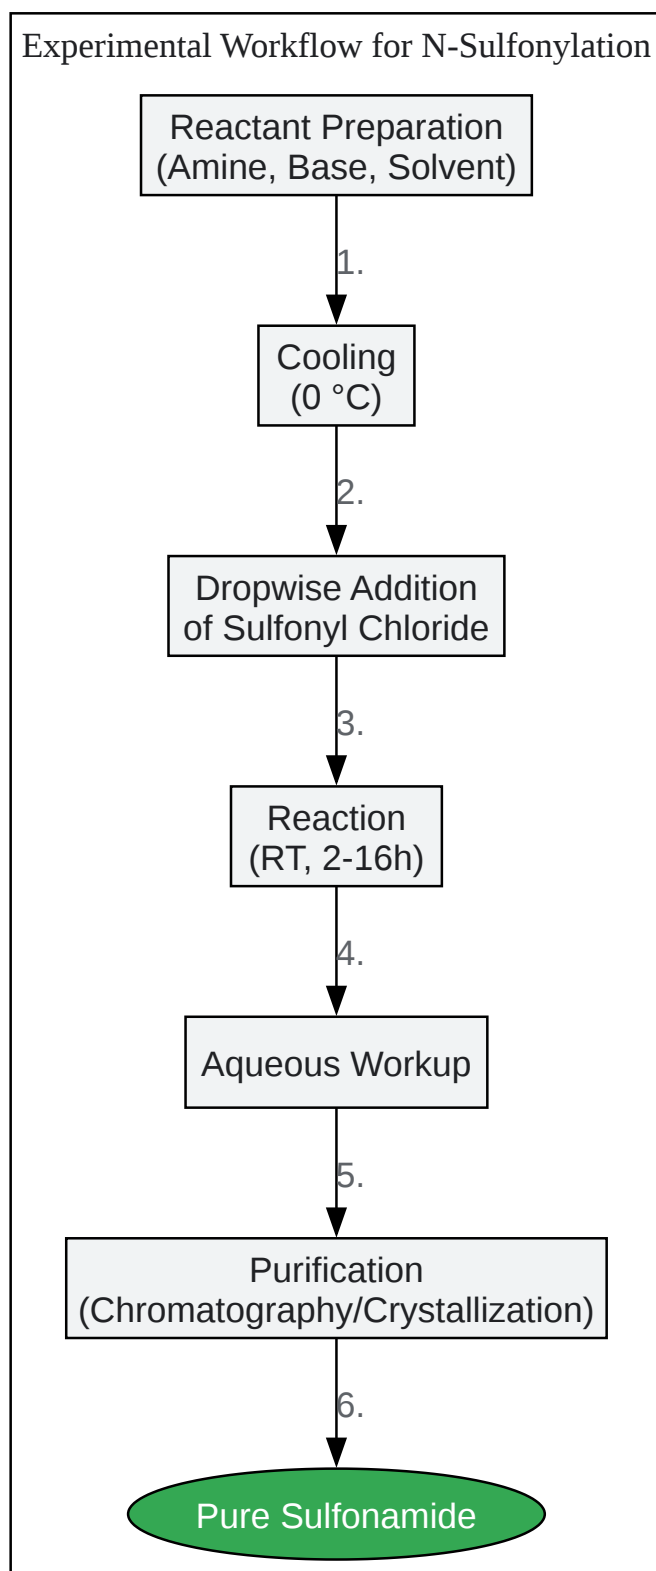 Experimental Workflow for N-Sulfonylation
Reactant Preparation
(Amine, Base, Solvent)
1.
Cooling
(0 °C)
2.
Dropwise Addition
of Sulfonyl Chloride
3.
Reaction
(RT, 2-16h)
4.
Aqueous Workup
5.
Purification
(Chromatography/Crystallization)
6.
Pure Sulfonamide